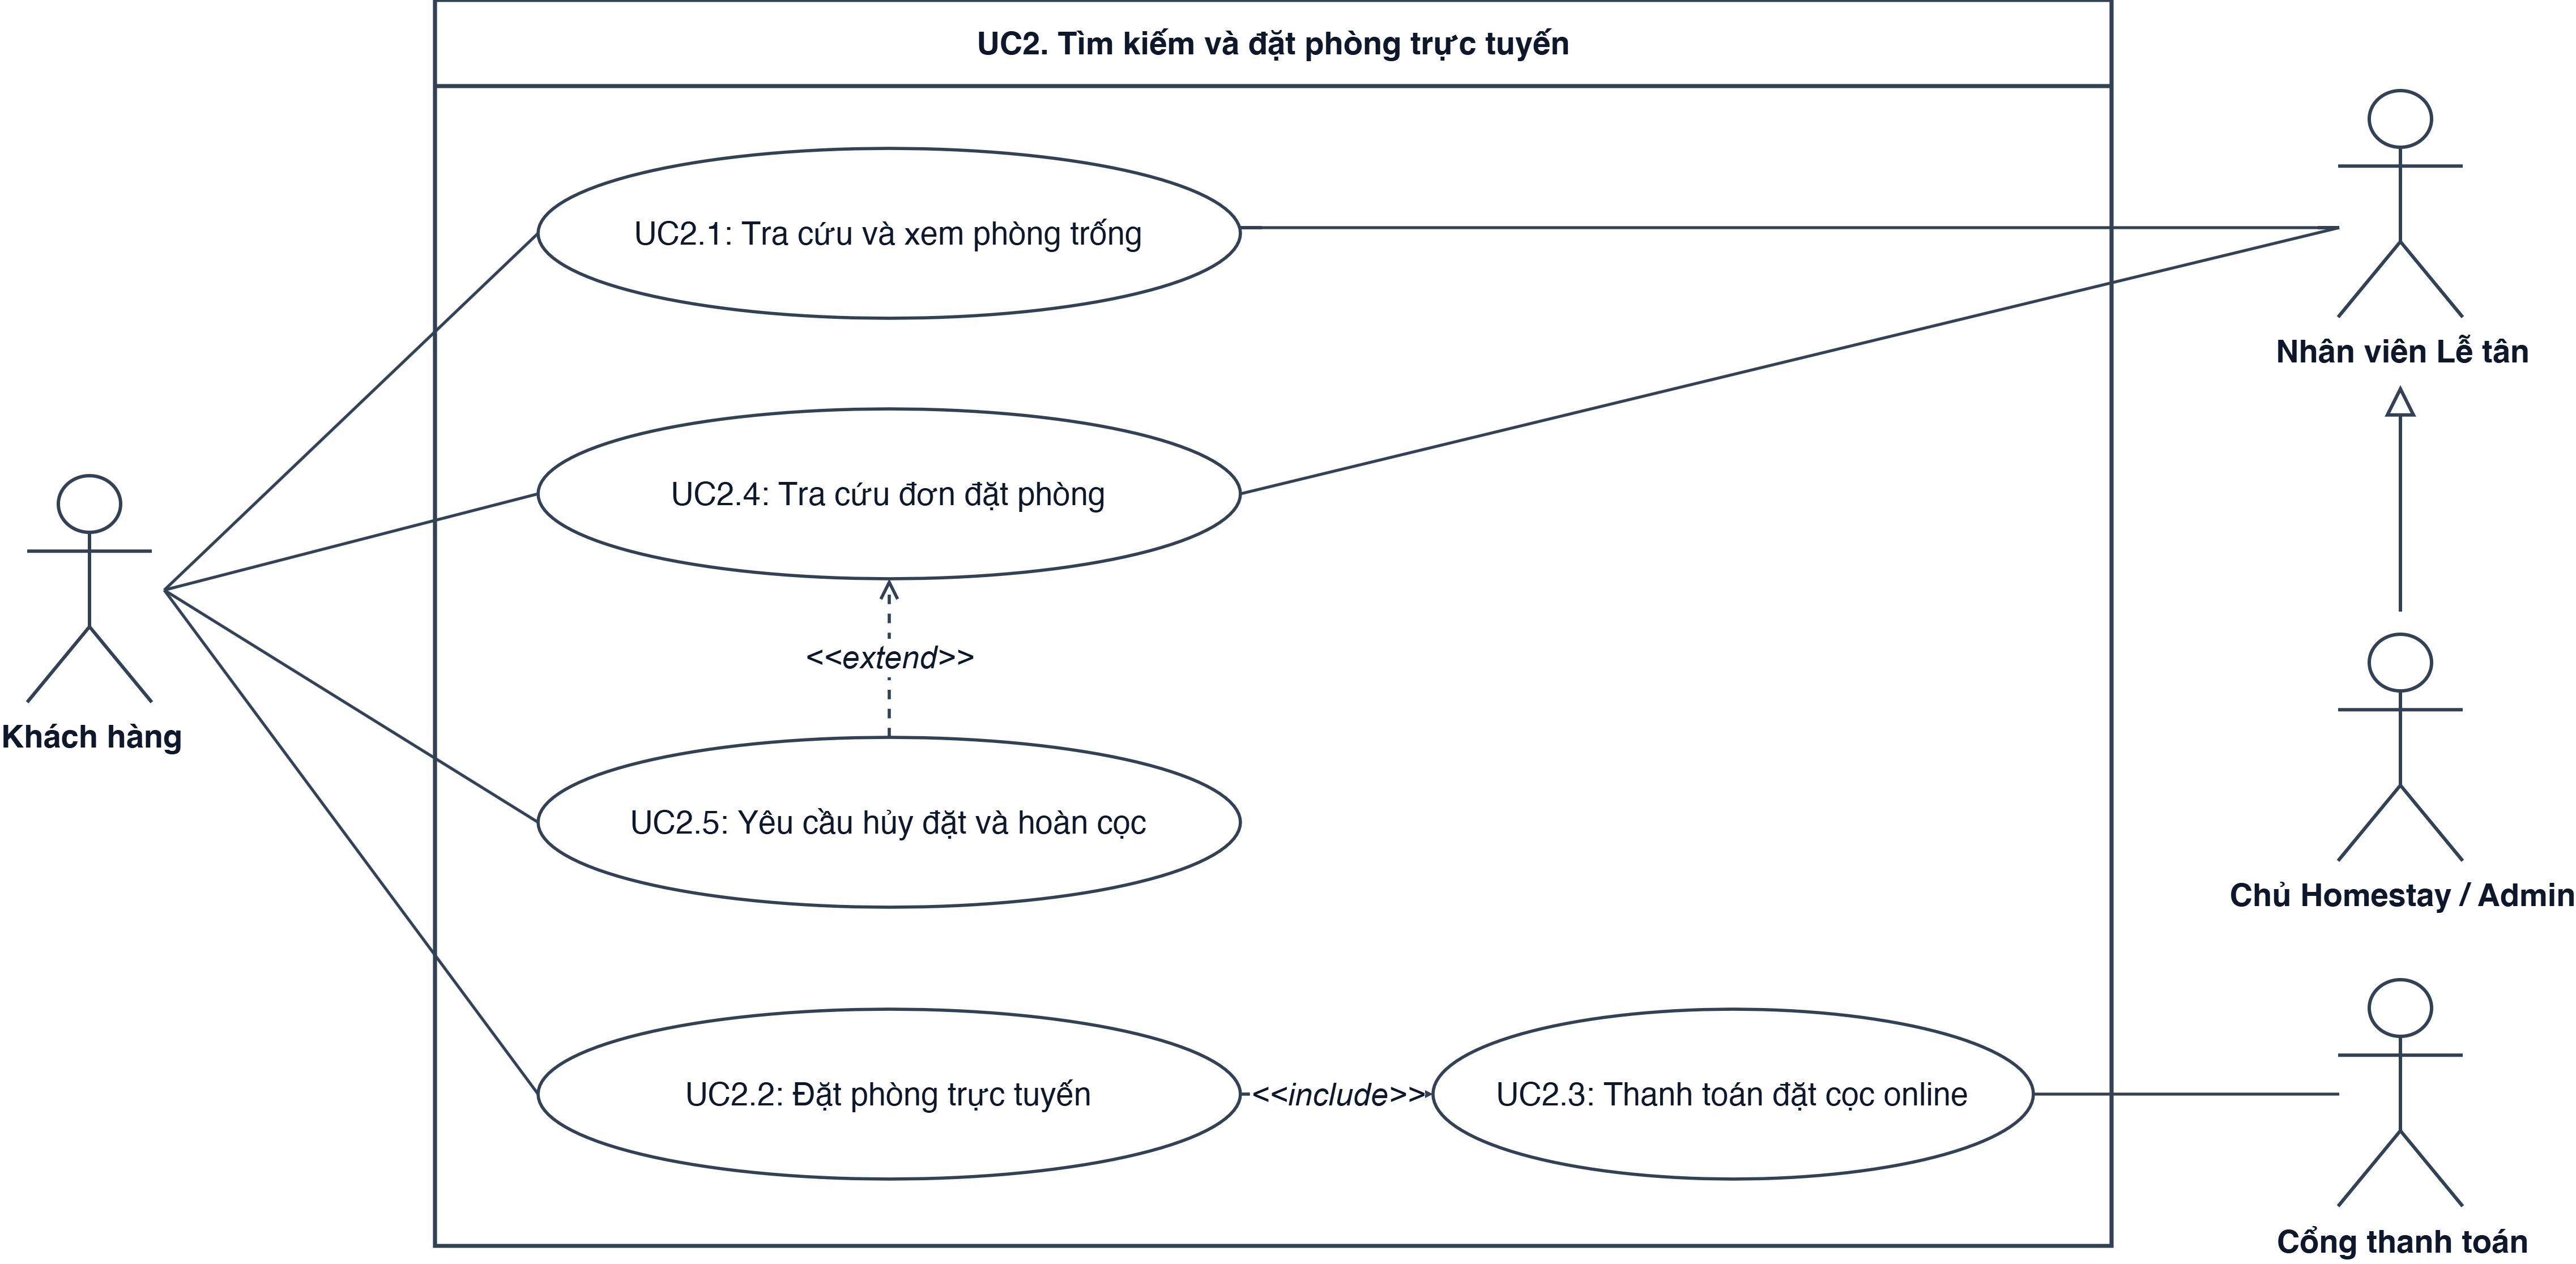 UC2. Tìm kiếm và đặt phòng trực tuyến
UC2.1: Tra cứu và xem phòng trống
Nhân viên Lễ tân
UC2.4: Tra cứu đơn đặt phòng
<<extend>>
Khách hàng
UC2.5: Yêu cầu hủy đặt và hoàn cọc
Chủ Homestay / Admin
UC2.2: Đặt phòng trực tuyến
<<include>>
UC2.3: Thanh toán đặt cọc online
Cổng thanh toán